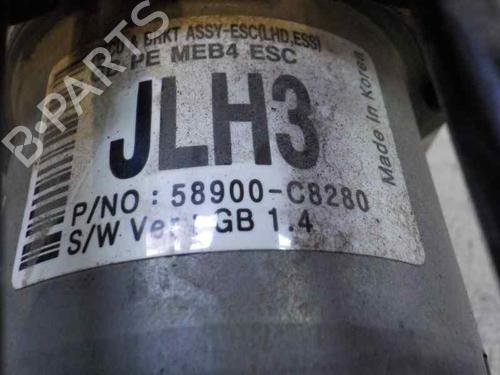 & BRKT ASSY-ESC(LHD,ESS)
PE MEB4 ESC
JLH3
P/NO : 58900-C8280
S/W Ver : GB 1.4
Made In Korea
B-PARTS